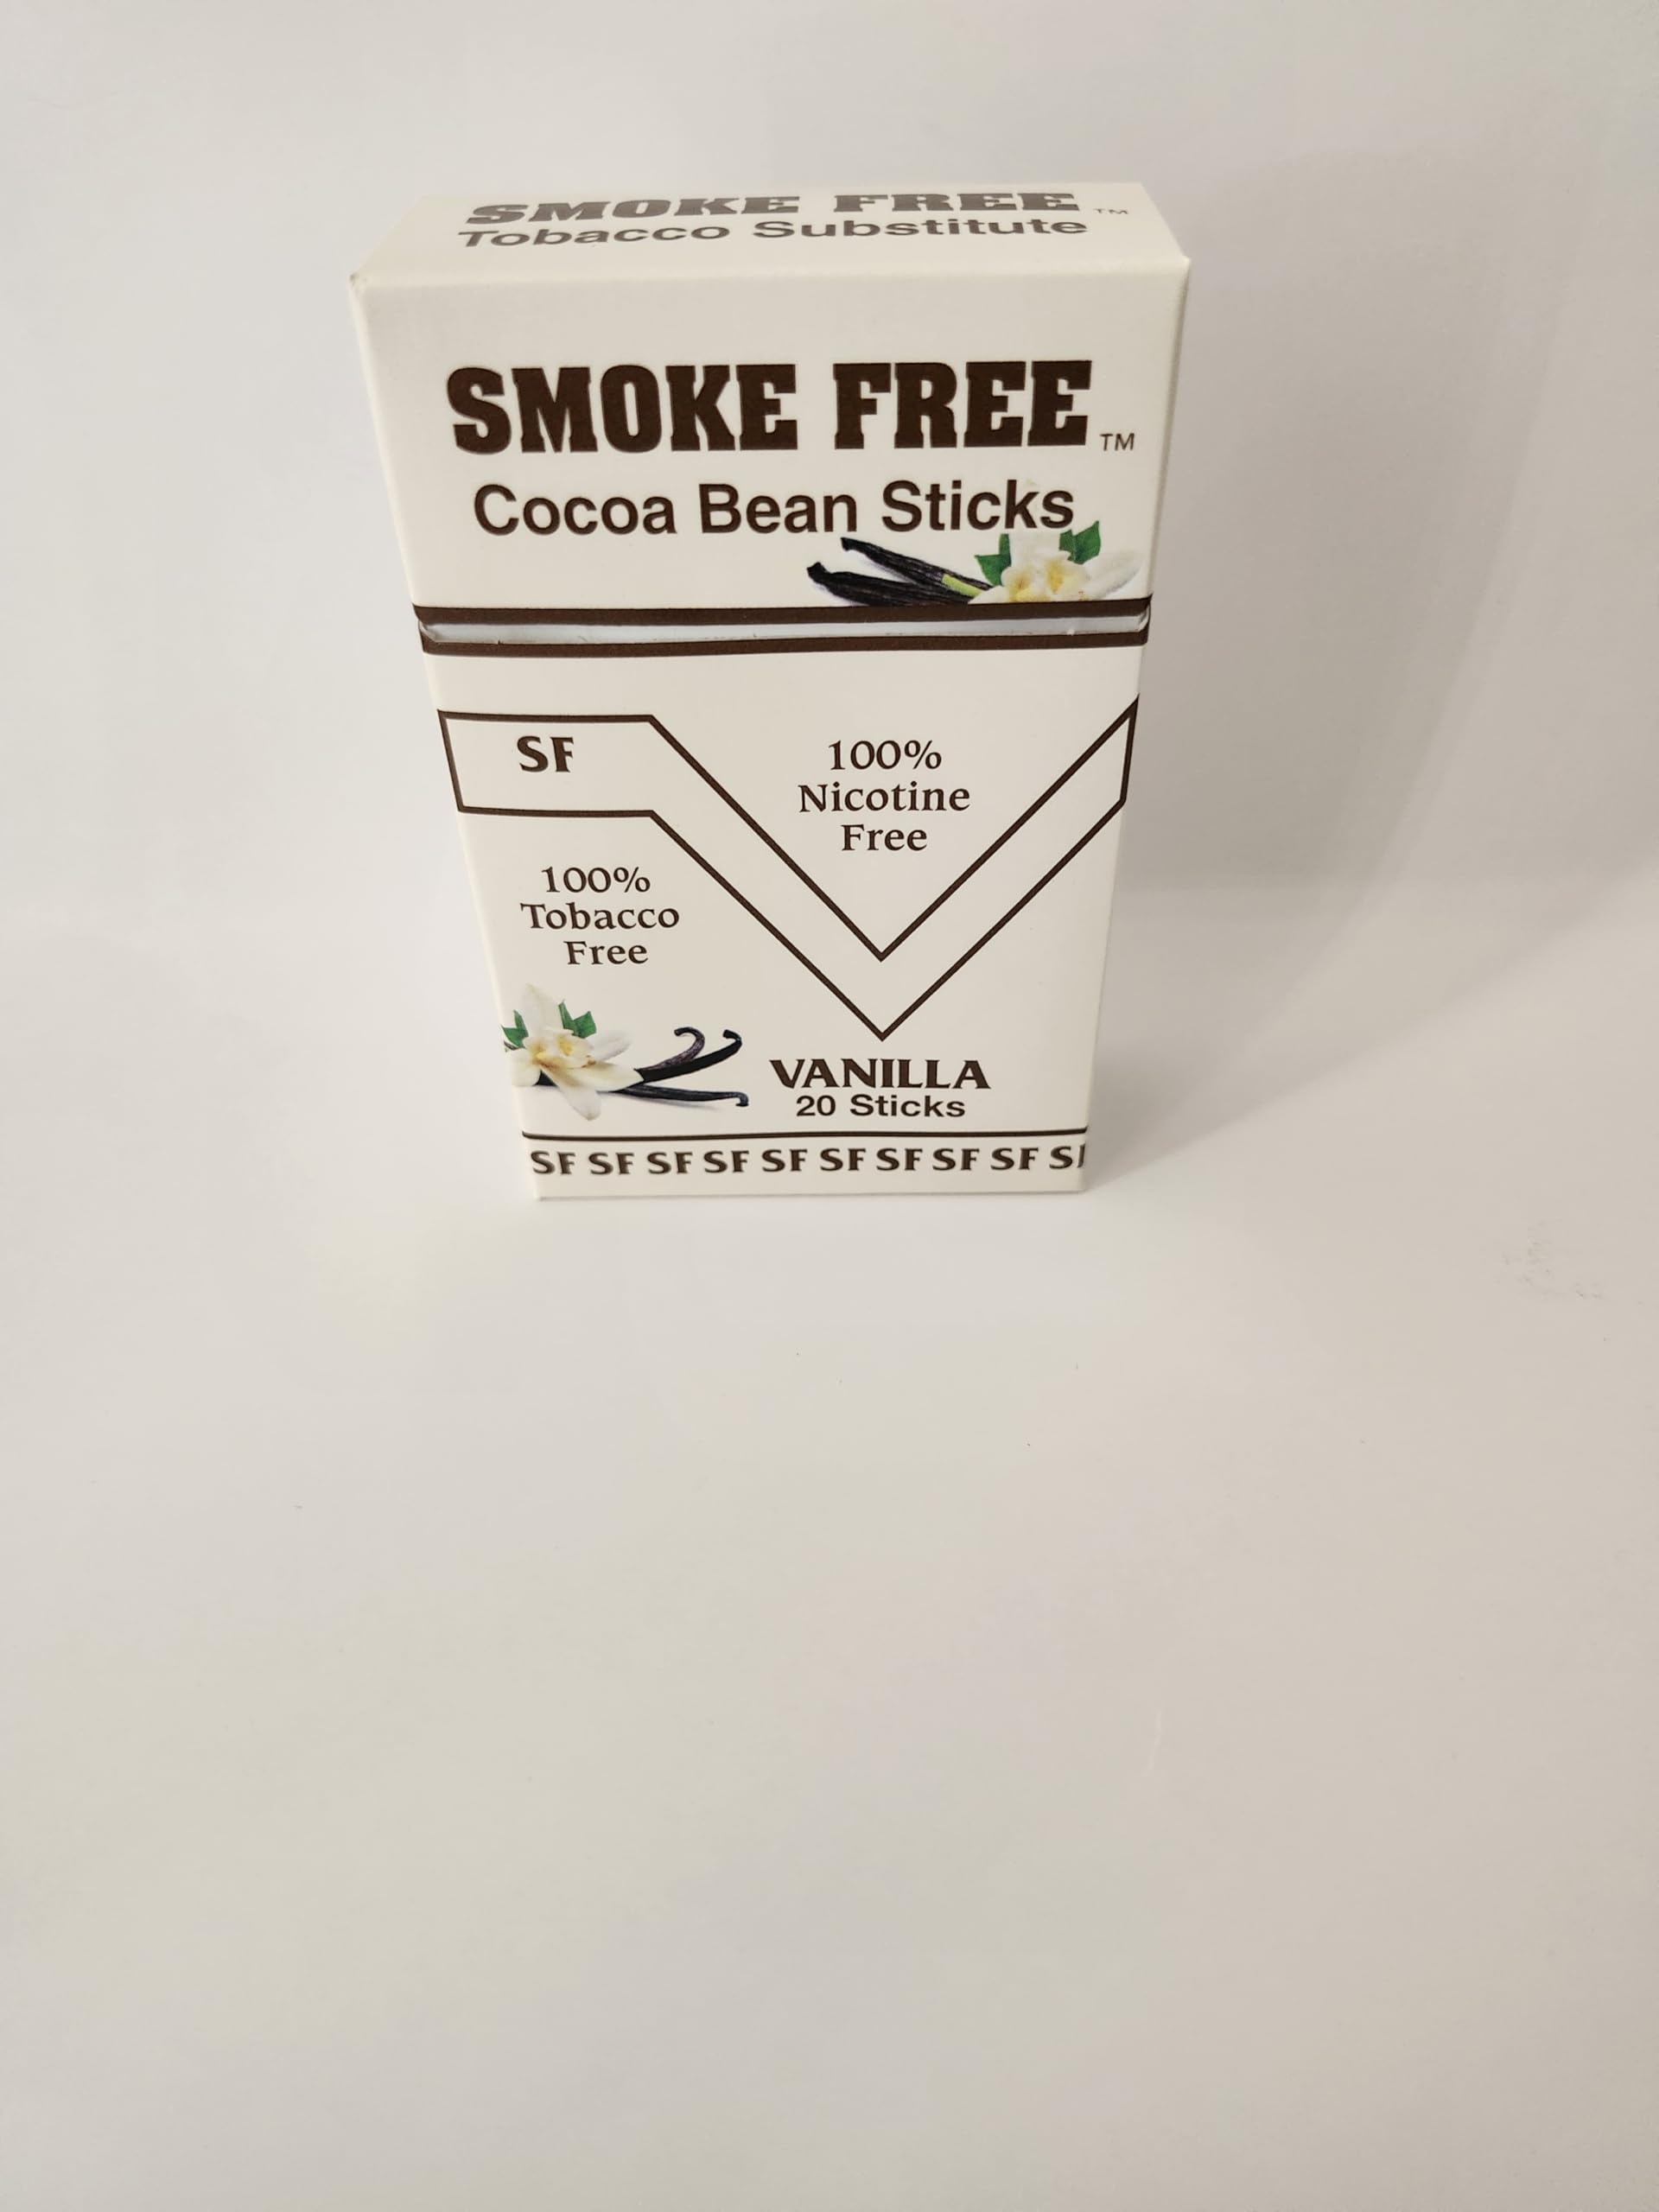 SMOKE FREE™
Tobacco Substitute
SMOKE FREE™
Cocoa Bean Sticks
SF
100%
Nicotine
Free
100%
Tobacco
Free
VANILLA
20 Sticks
SF SF SF SF SF SF SF SF SF